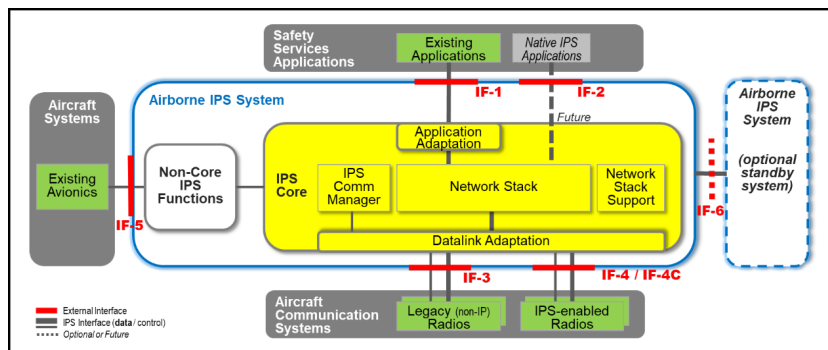 Safety
Services
Applications
Existing
Applications
Native IPS
Applications
IF-1
IF-2
Airborne IPS System
Future
Aircraft
Systems
Existing
Avionics
IF-5
Non-Core
IPS
Functions
IPS
Core
Application
Adaptation
IPS
Comm
Manager
Network Stack
Network
Stack
Support
Datalink Adaptation
IF-6
Airborne
IPS
System
(optional
standby
system)
IF-3
IF-4 / IF-4C
Aircraft
Communication
Systems
Legacy (non-IP)
Radios
IPS-enabled
Radios
External Interface
IPS Interface (data / control)
Optional or Future